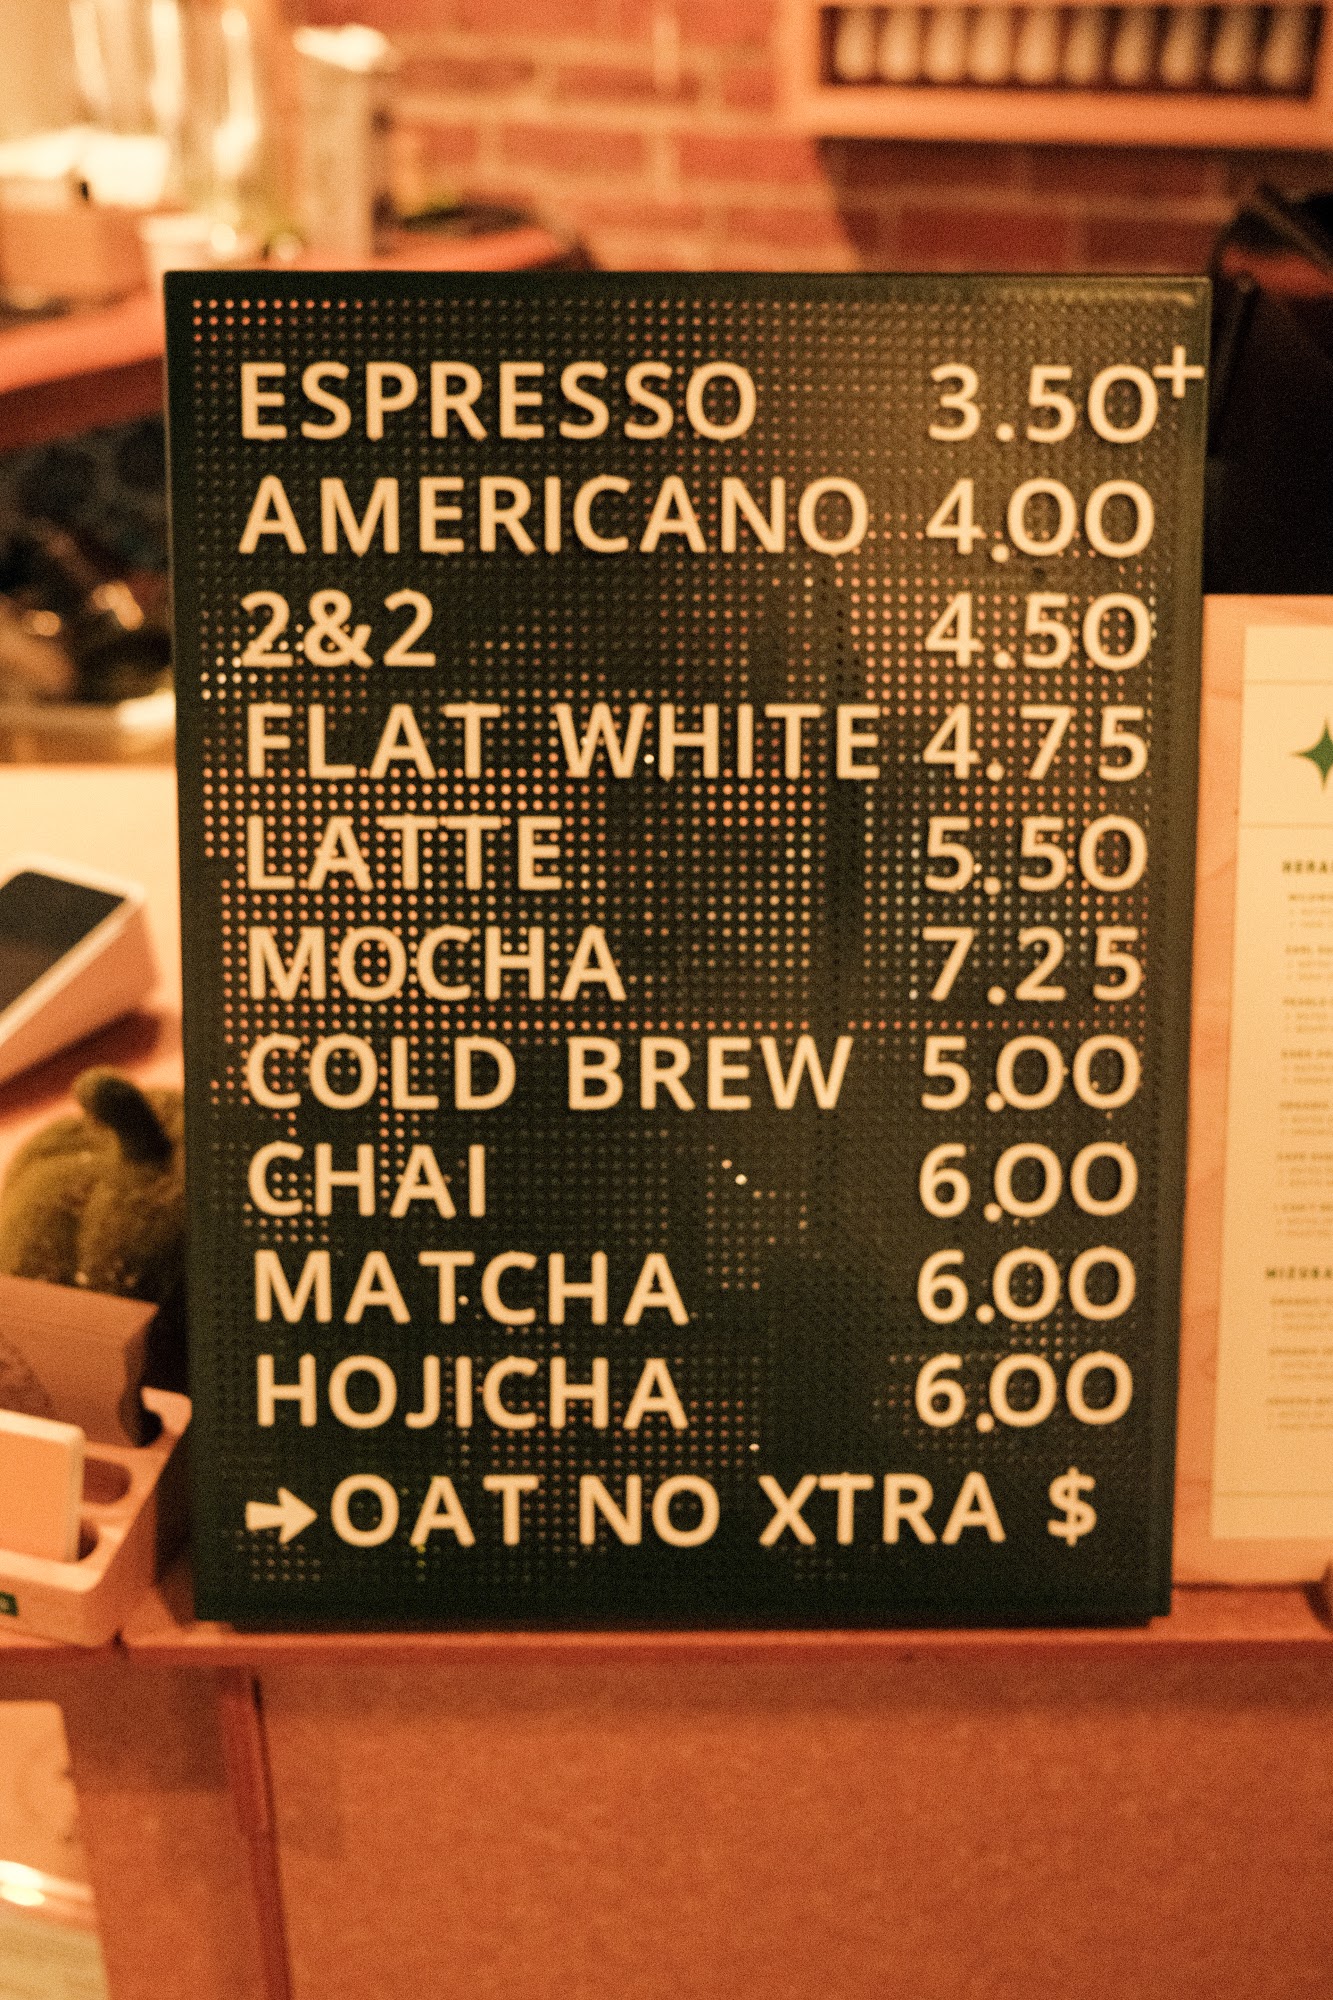 ESPRESSO 3.50+
AMERICANO 4.00
2&2 4.50
FLAT WHITE 4.75
LATTE 5.50
MOCHA 7.25
COLD BREW 5.00
CHAI 6.00
MATCHA 6.00
HOJICHA 6.00
➡OAT NO XTRA $